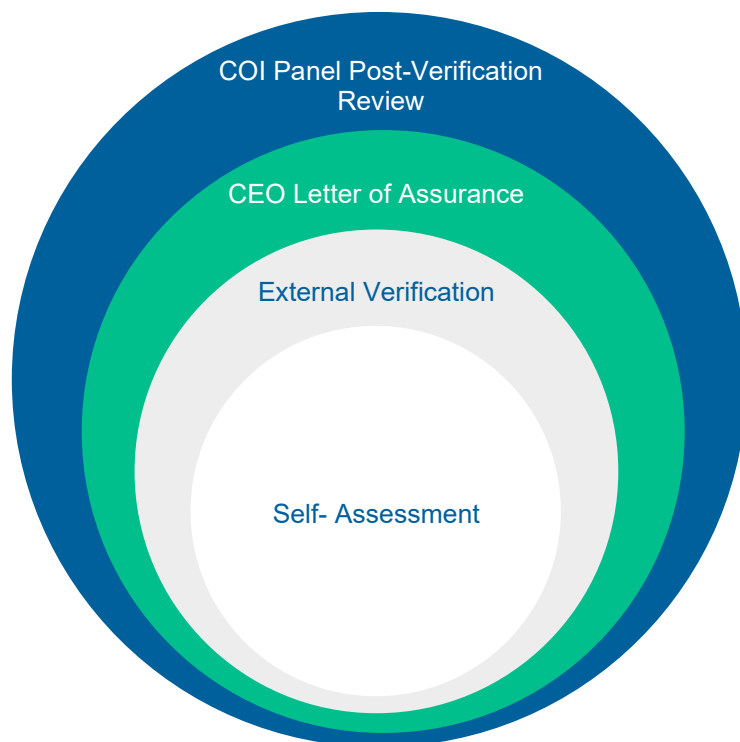 COI Panel Post-Verification
Review
CEO Letter of Assurance
External Verification
Self- Assessment